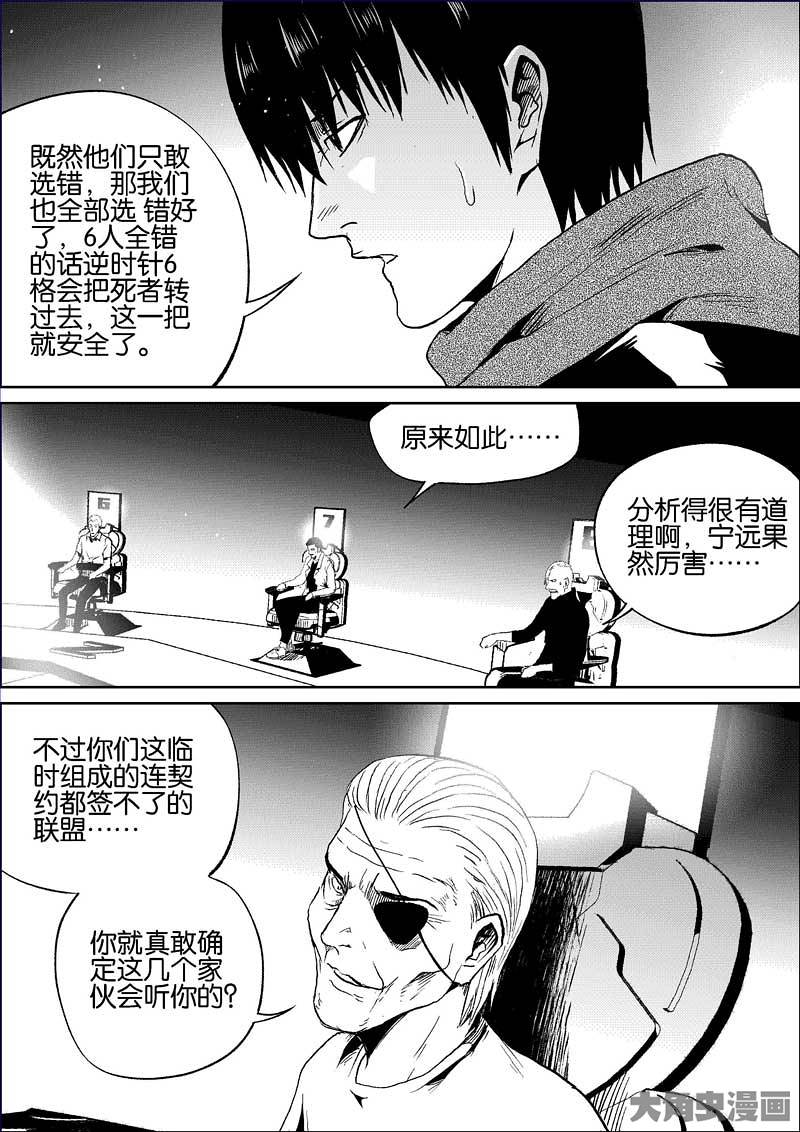 既然他们只敢
选错，那我们
也全部选 错好
了，6人全错
的话逆时针6
格会把死者转
过去，这一把
就安全了。
原来如此……
分析得很有道
理啊，宁远果
然厉害……
6
7
8
不过你们这临
时组成的连契
约都签不了的
联盟……
你就真敢确
定这几个家
伙会听你的？
大角虫漫画